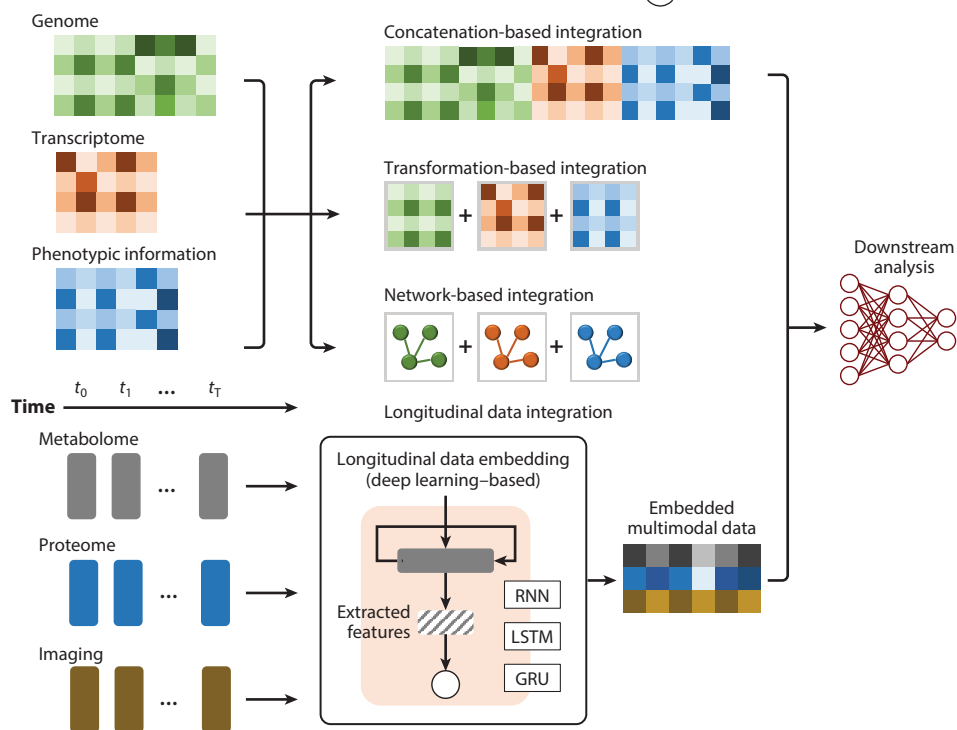 Genome
Concatenation-based integration
Transcriptome
Transformation-based integration
+
+
Phenotypic information
Downstream
analysis
Network-based integration
+
+
t0 t1 ... tT
Time
Longitudinal data integration
Metabolome
...
Longitudinal data embedding
(deep learning–based)
Embedded
multimodal data
Proteome
...
RNN
Extracted
features
LSTM
Imaging
GRU
...